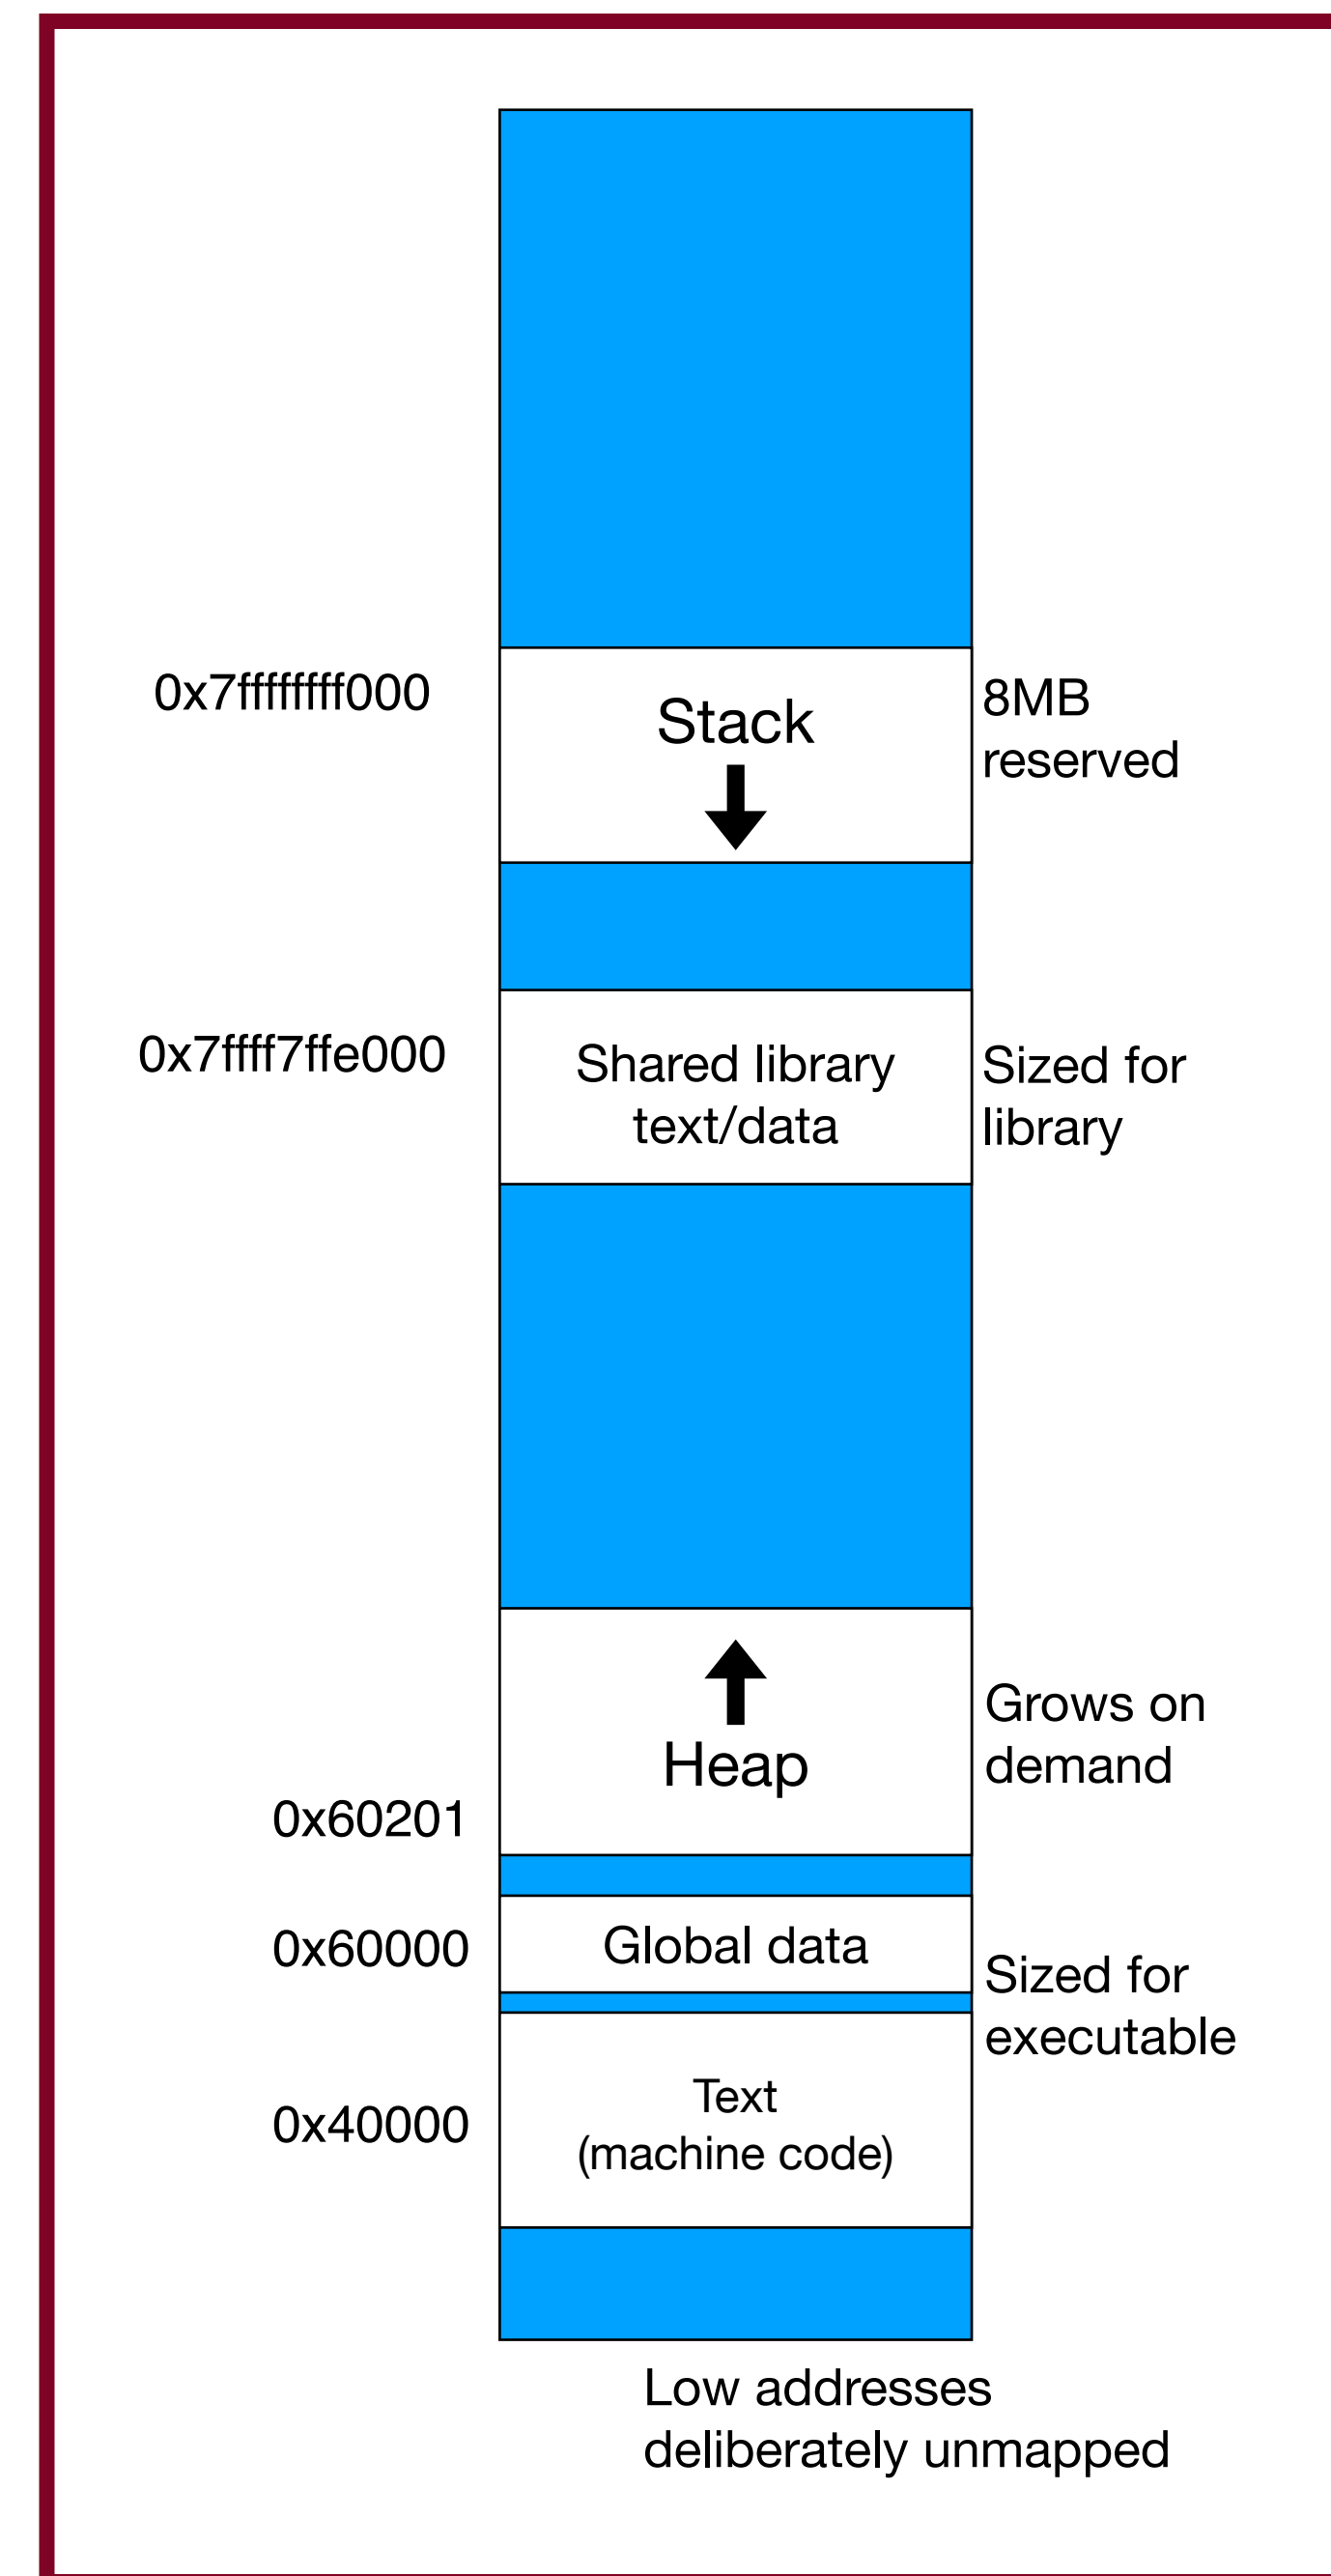 0x7ffffffff000
Stack
8MB
reserved
0x7ffff7ffe000
Shared library
text/data
Sized for
library
Heap
Grows on
demand
0x60201
0x60000
Global data
Sized for
executable
0x40000
Text
(machine code)
Low addresses
deliberately unmapped